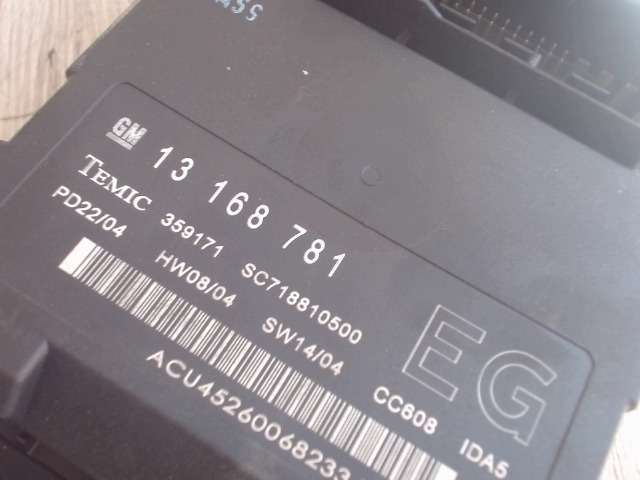 GM 13 168 781
TEMIC 359171 SC718810500 EG
PD22/04 HW08/04 SW14/04 CC608 IDA5
ACU45260068233